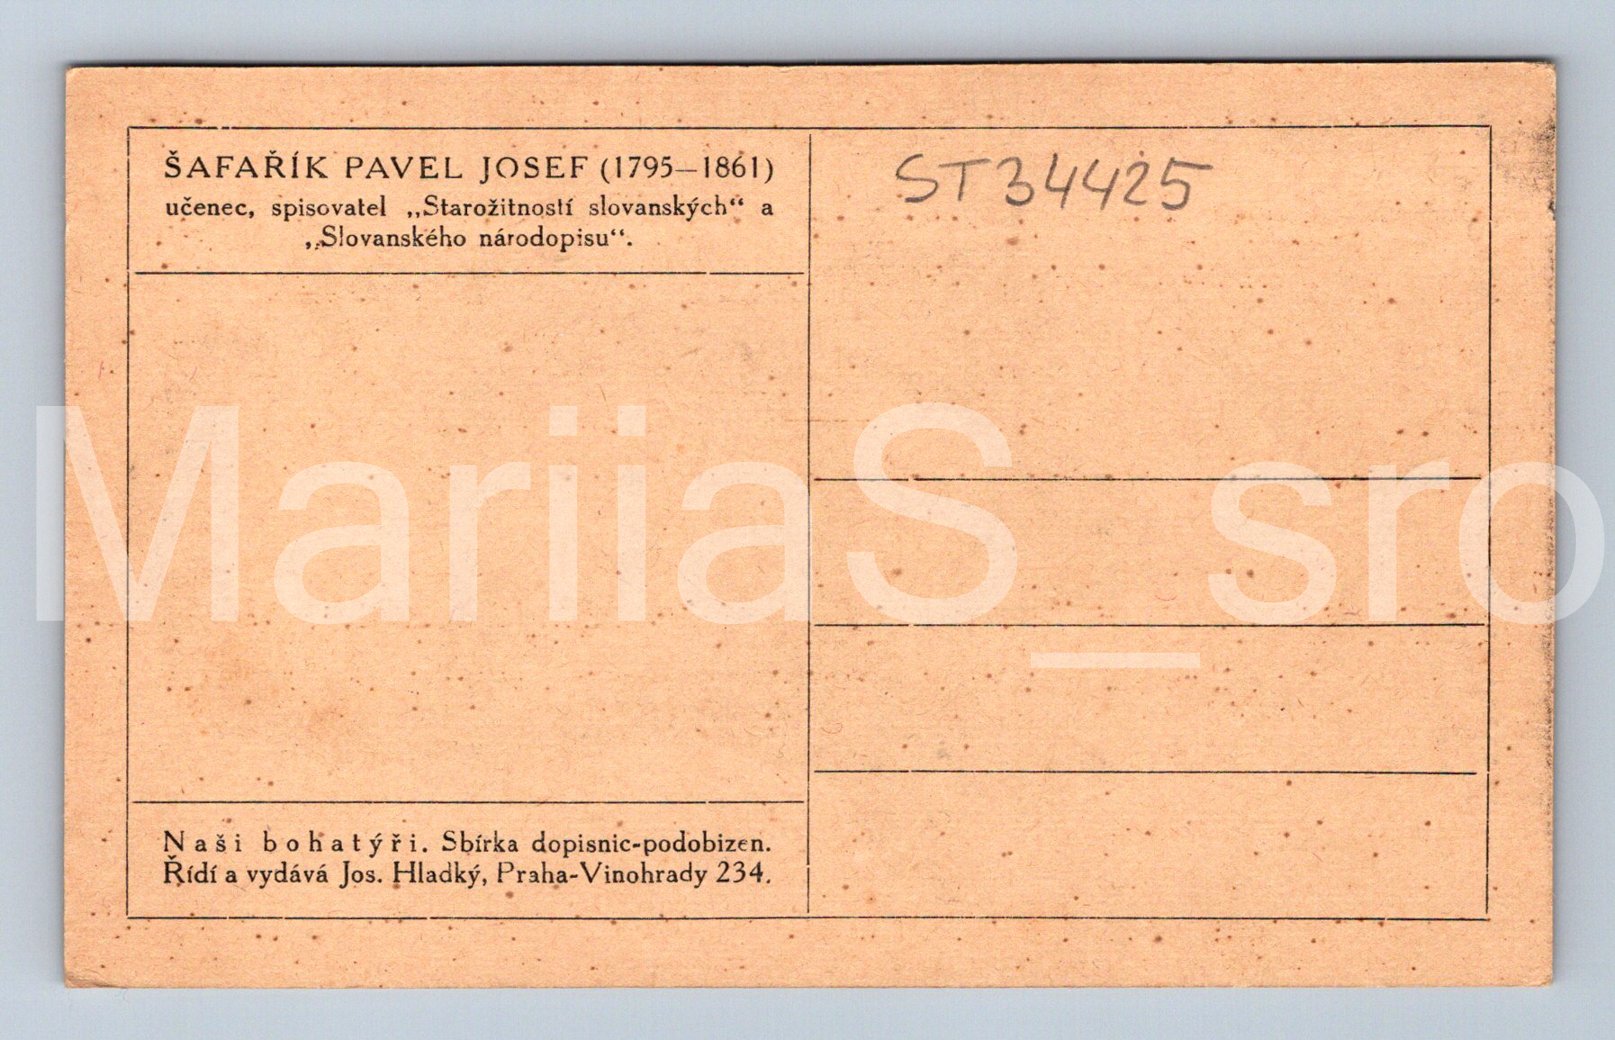 ŠAFAŘÍK PAVEL JOSEF (1795—1861)
učenec, spisovatel „Starožitností slovanských“ a
„Slovanského národopisu“.
ST34425
MariiaS_sro
Naši bohatýři. Sbírka dopisnic-podobizen.
Řídí a vydává Jos. Hladký, Praha-Vinohrady 234.